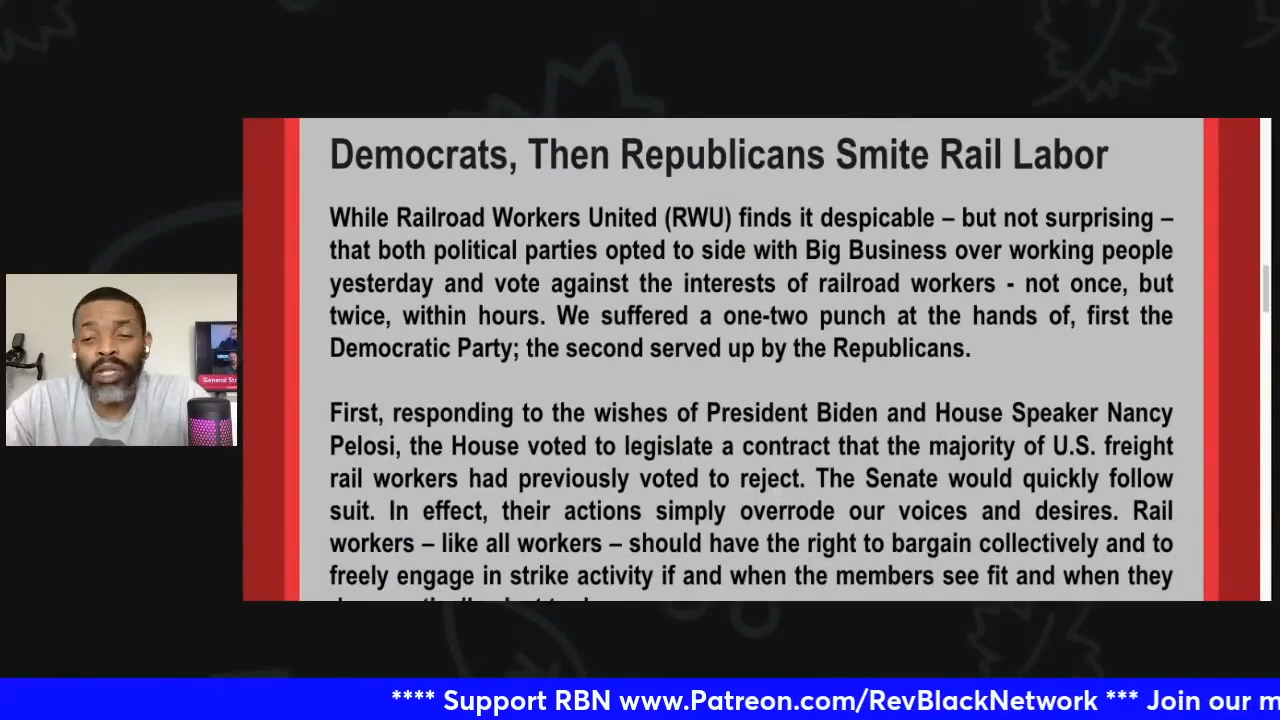 Democrats, Then Republicans Smite Rail Labor
While Railroad Workers United (RWU) finds it despicable – but not surprising –
that both political parties opted to side with Big Business over working people
yesterday and vote against the interests of railroad workers - not once, but
twice, within hours. We suffered a one-two punch at the hands of, first the
Democratic Party; the second served up by the Republicans.
First, responding to the wishes of President Biden and House Speaker Nancy
Pelosi, the House voted to legislate a contract that the majority of U.S. freight
rail workers had previously voted to reject. The Senate would quickly follow
suit. In effect, their actions simply overrode our voices and desires. Rail
workers – like all workers – should have the right to bargain collectively and to
freely engage in strike activity if and when the members see fit and when they
General Str
**** Support RBN www.Patreon.com/RevBlackNetwork *** Join our m